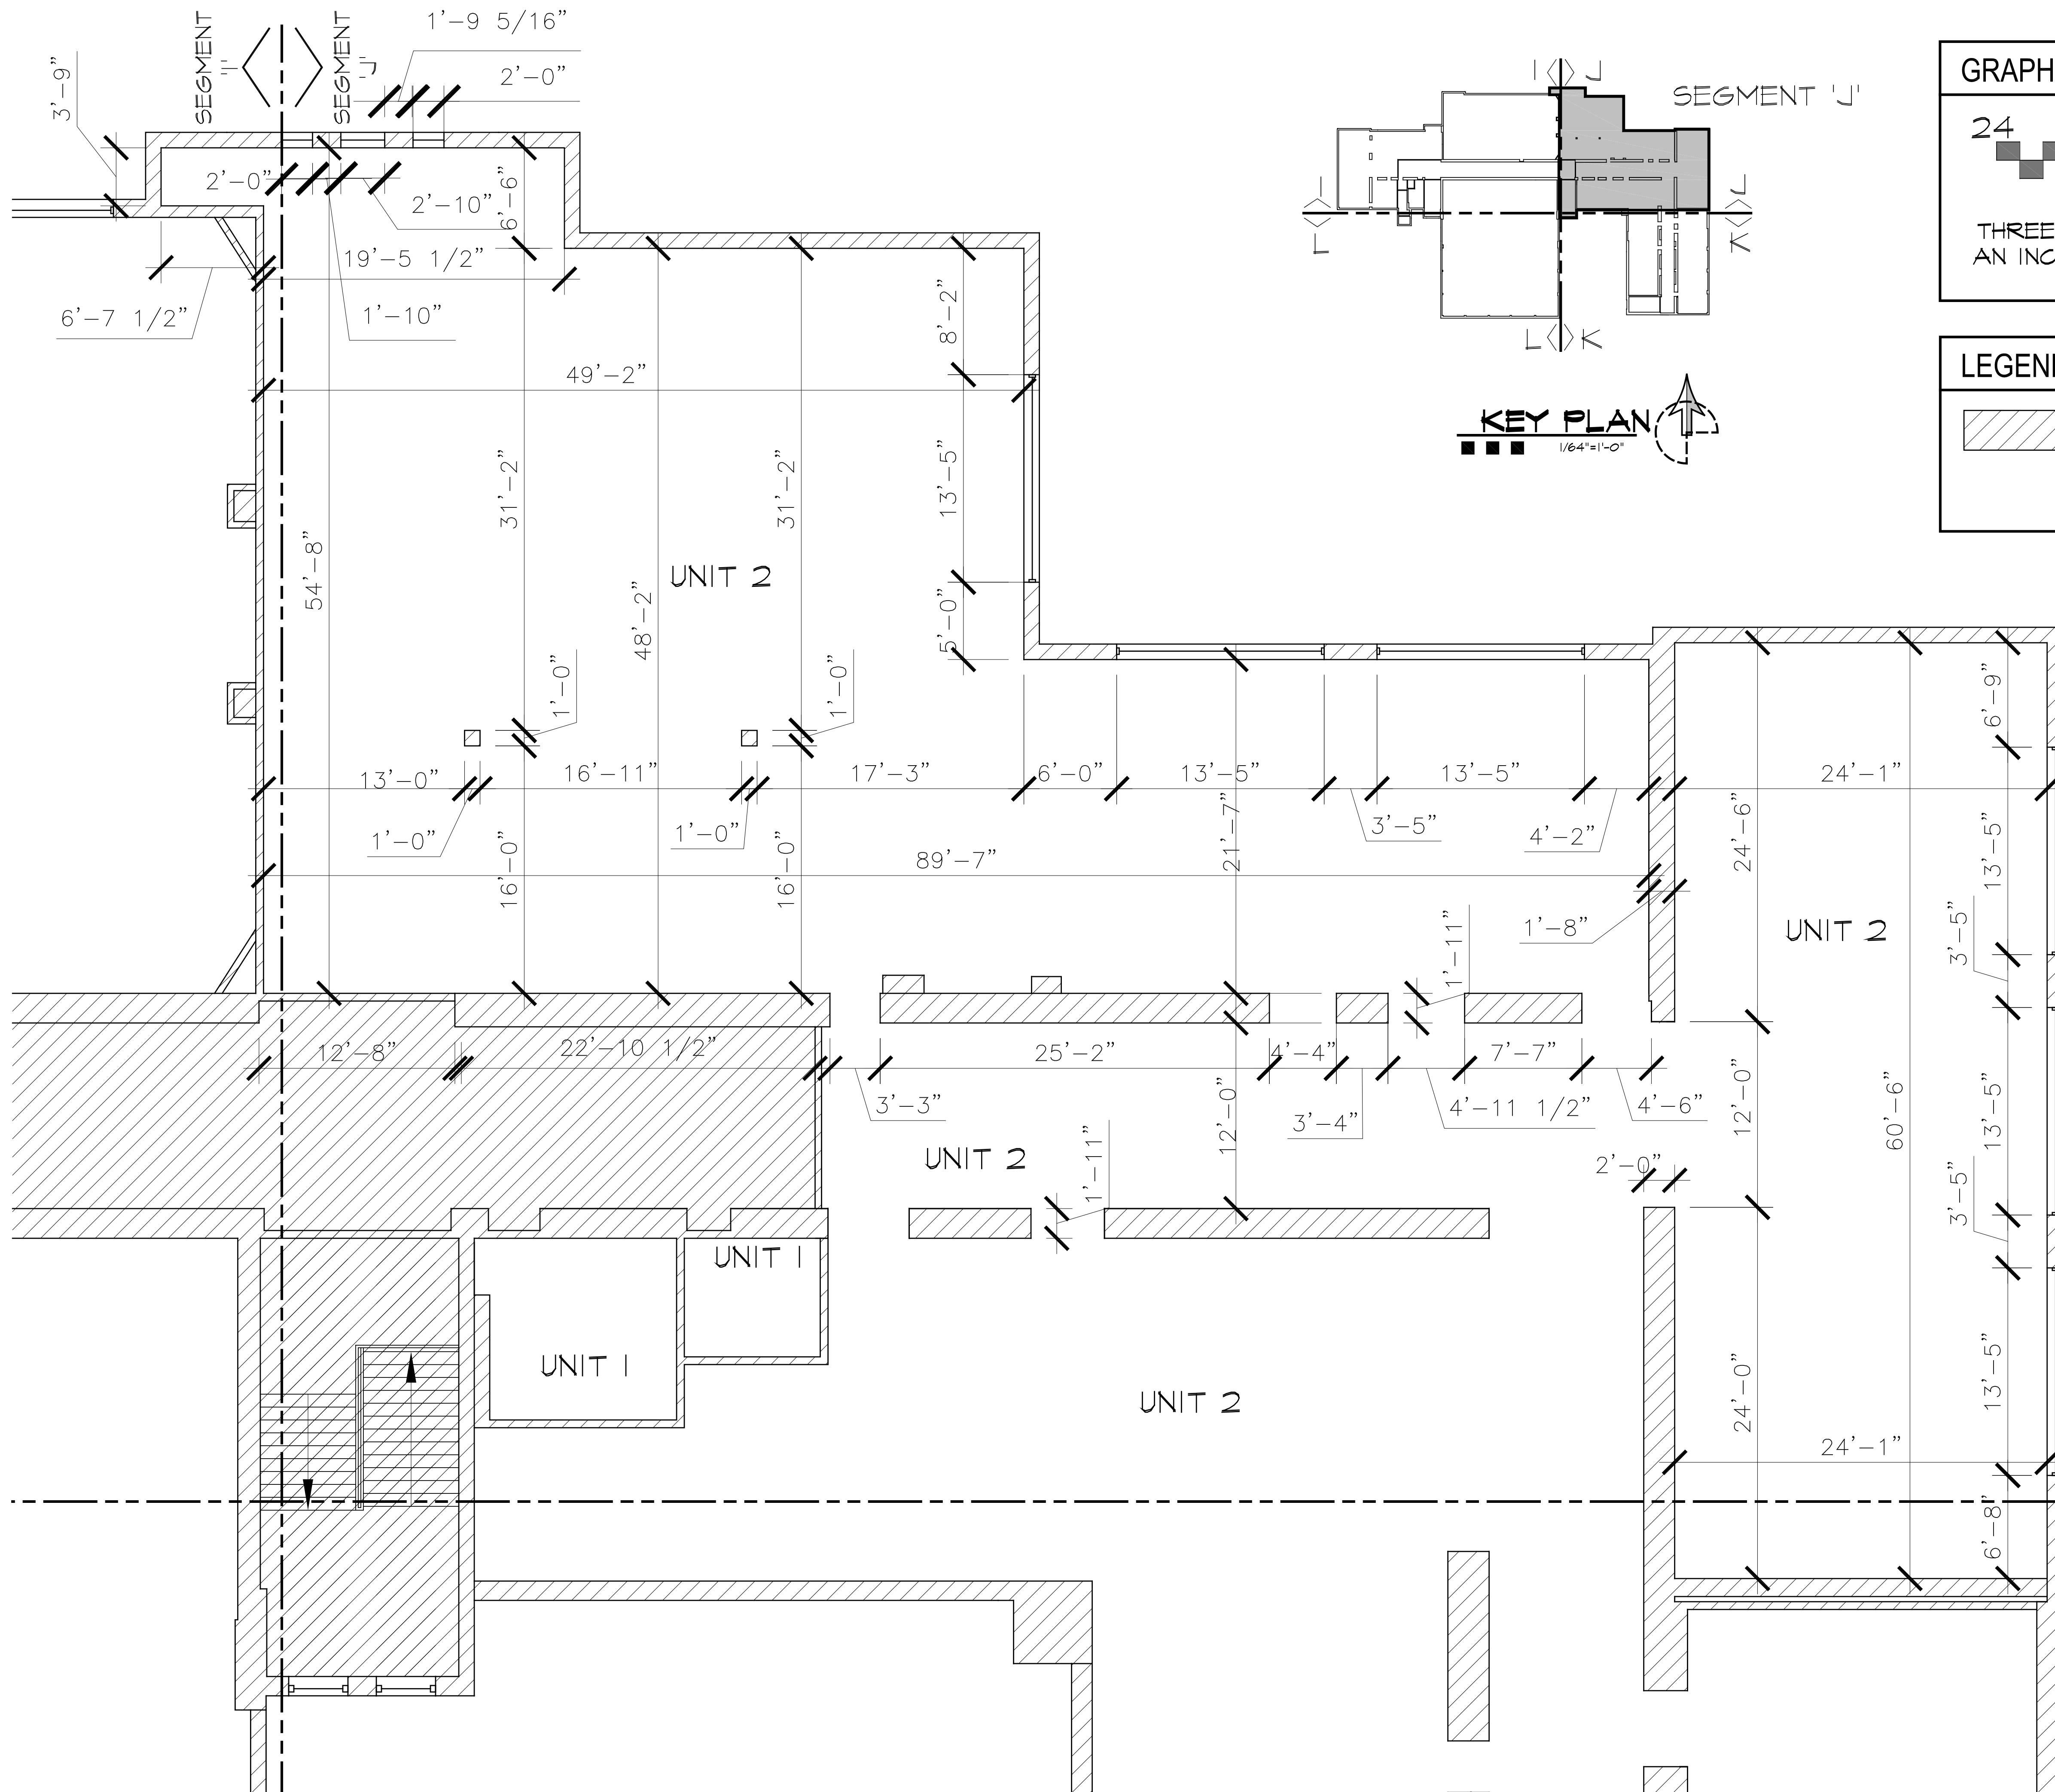 SEGMENT
'I'
SEGMENT
'J'
1'-9 5/16"
2'-0"
3'-9"
2'-0"
2'-10"
6'-6"
19'-5 1/2"
6'-7 1/2"
1'-10"
I
J
SEGMENT 'J'
I
L
J
K
L
K
KEY PLAN
1/64"=1'-0"
GRAPH
24
THREE
AN INC
LEGEN
8'-2"
49'-2"
31'-2"
31'-2"
13'-5"
54'-8"
UNIT 2
48'-2"
5'-0"
1'-0"
1'-0"
6'-9"
13'-0"
16'-11"
17'-3"
6'-0"
13'-5"
13'-5"
24'-1"
1'-0"
1'-0"
3'-5"
4'-2"
21'-7"
24'-6"
13'-5"
16'-0"
16'-0"
89'-7"
1'-8"
1'-11"
UNIT 2
3'-5"
12'-8"
22'-10 1/2"
25'-2"
4'-4"
7'-7"
3'-3"
3'-4"
4'-11 1/2"
4'-6"
12'-0"
12'-0"
60'-6"
13'-5"
UNIT 2
1'-11"
2'-0"
3'-5"
UNIT 1
UNIT 1
UNIT 2
24'-0"
13'-5"
24'-1"
6'-8"